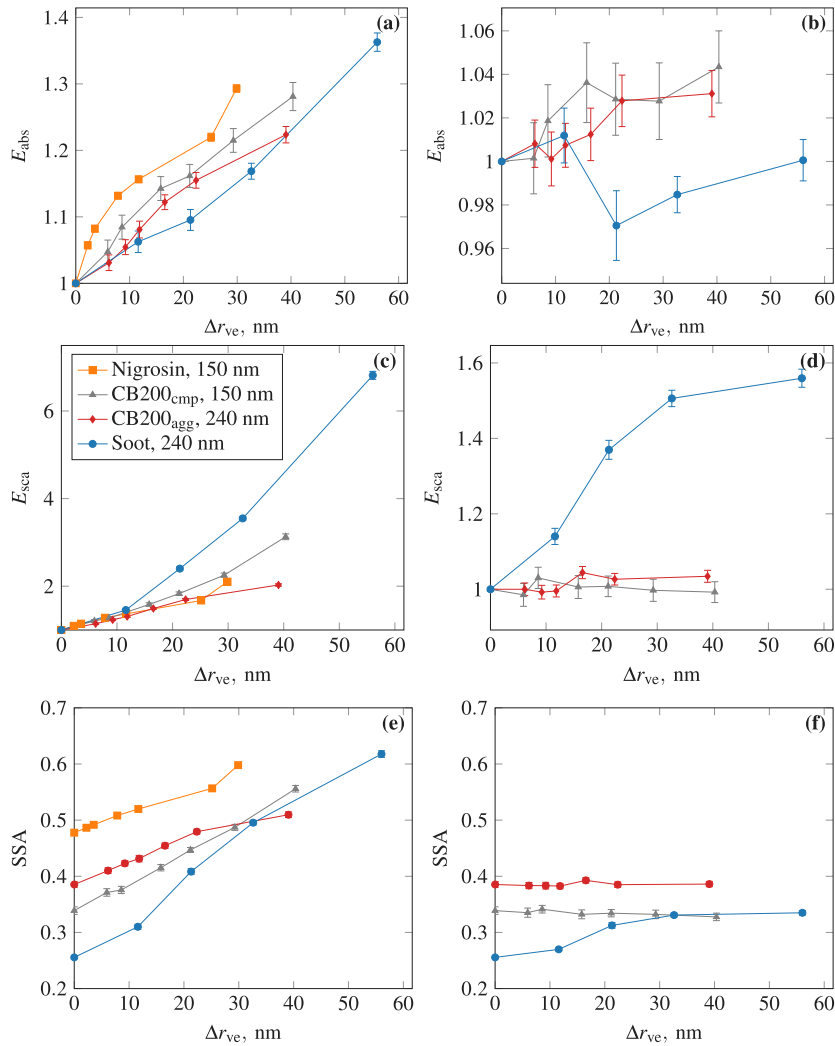 (a)
1.4
1.3
1.2
1.1
1
E_abs
0 10 20 30 40 50 60
Δr_ve, nm
(b)
1.06
1.04
1.02
1
0.98
0.96
E_abs
0 10 20 30 40 50 60
Δr_ve, nm
(c)
Nigrosin, 150 nm
CB200_cmp, 150 nm
CB200_agg, 240 nm
Soot, 240 nm
6
4
2
E_sca
0 10 20 30 40 50 60
Δr_ve, nm
(d)
1.6
1.4
1.2
1
E_sca
0 10 20 30 40 50 60
Δr_ve, nm
(e)
0.7
0.6
0.5
0.4
0.3
0.2
SSA
0 10 20 30 40 50 60
Δr_ve, nm
(f)
0.7
0.6
0.5
0.4
0.3
0.2
SSA
0 10 20 30 40 50 60
Δr_ve, nm